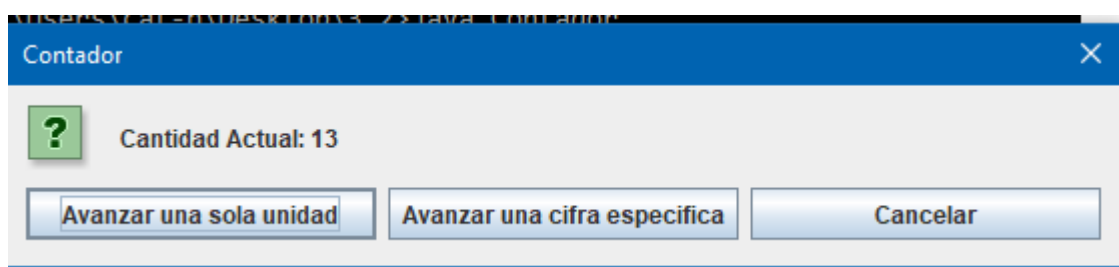 Contador
? Cantidad Actual: 13
Avanzar una sola unidad Avanzar una cifra especifica Cancelar